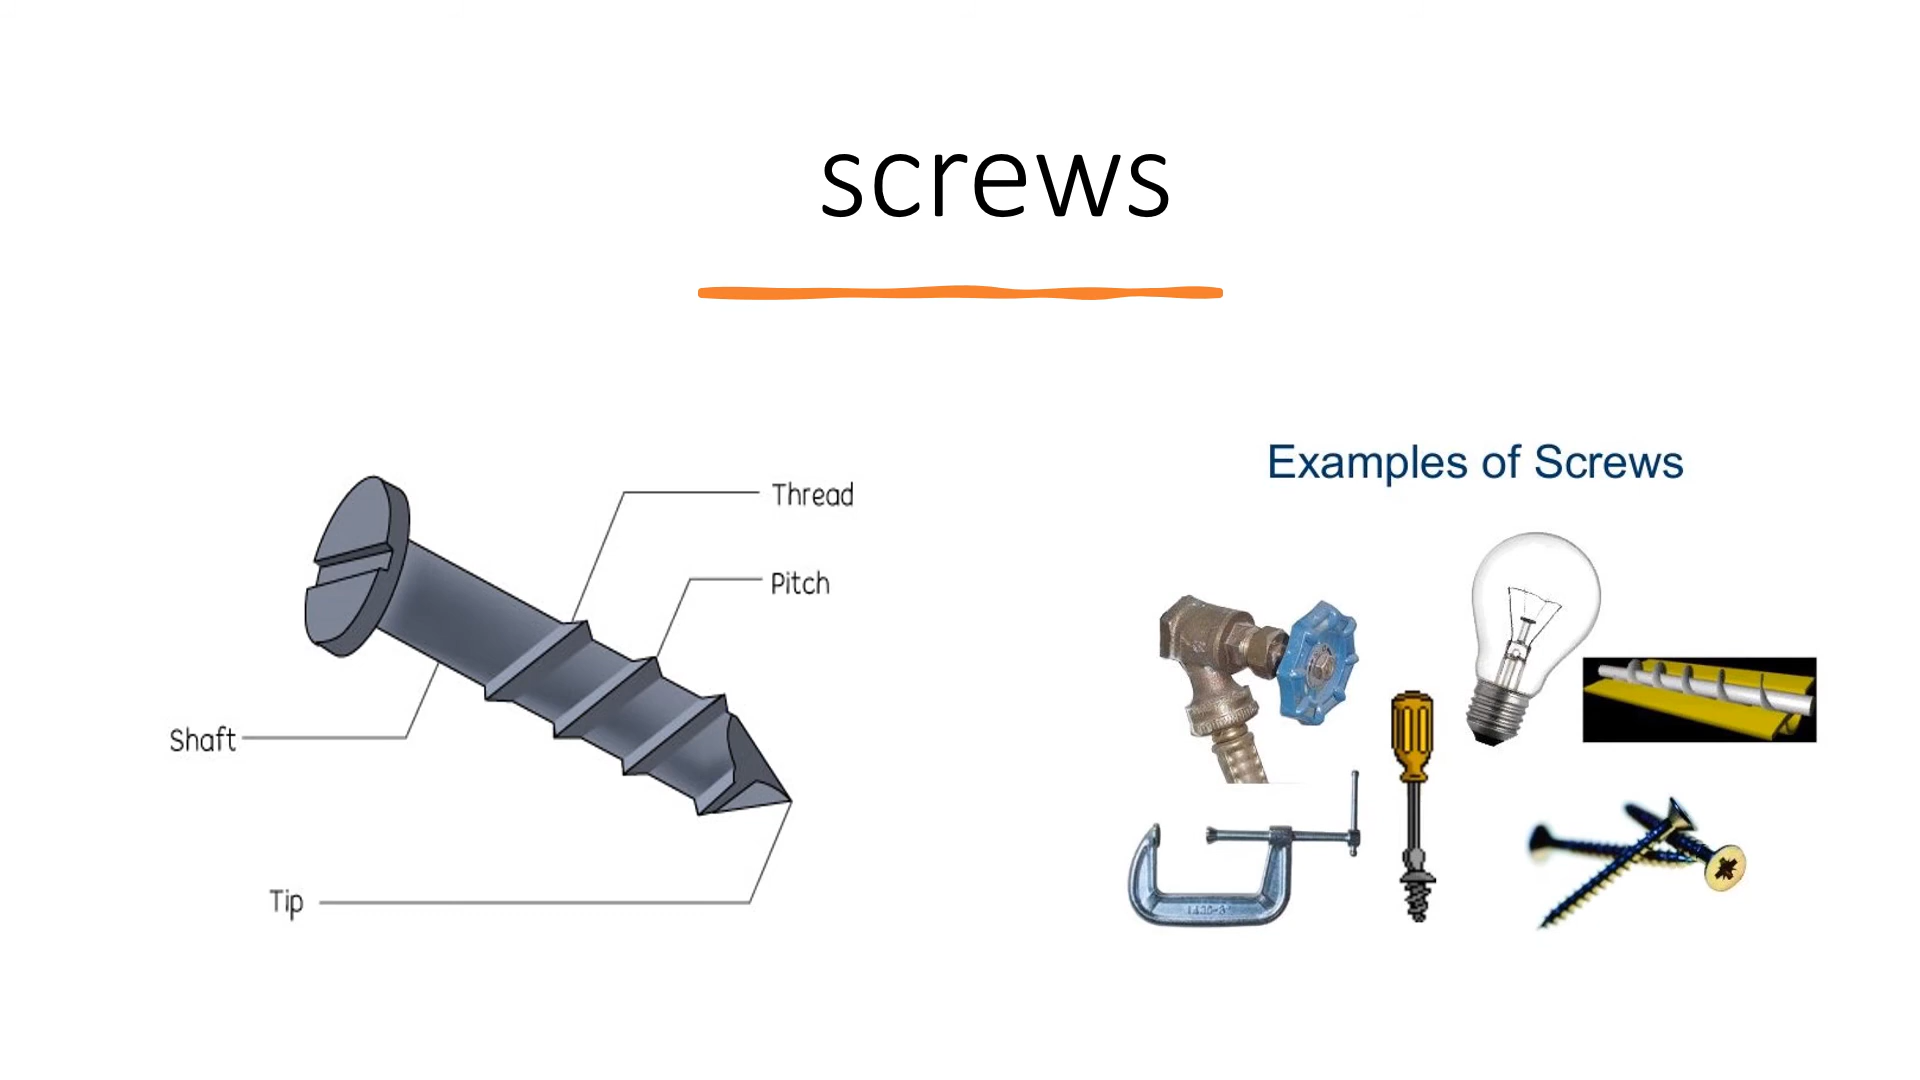 screws
Thread
Pitch
Shaft
Tip
Examples of Screws